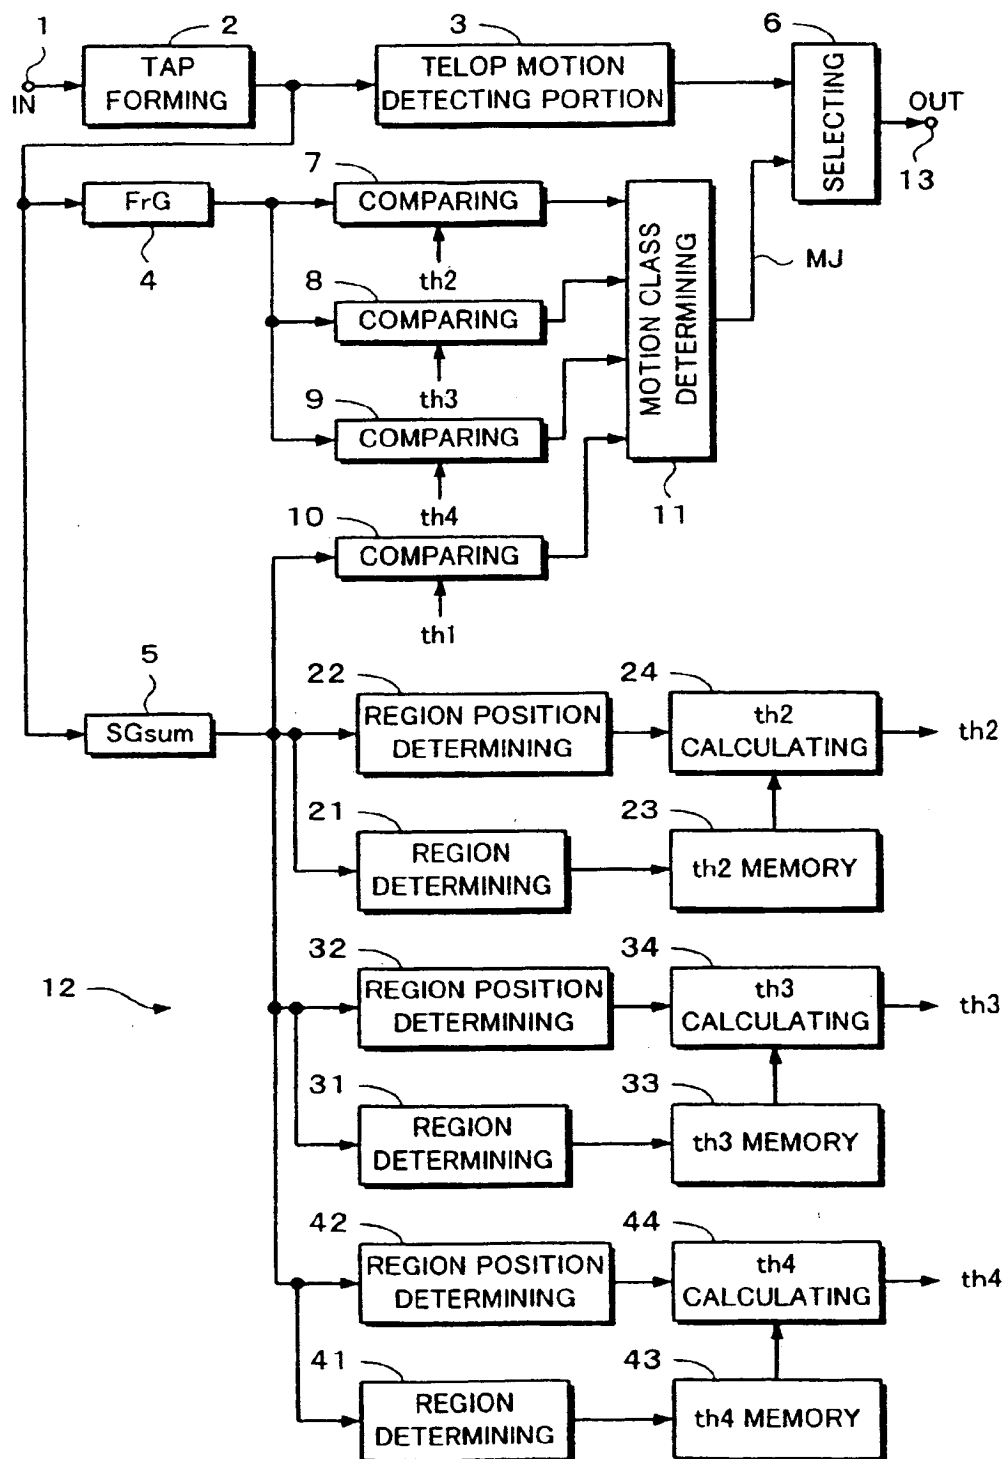 1
2
3
6
IN
TAP
FORMING
TELOP MOTION
DETECTING PORTION
SELECTING
OUT
13
FrG
4
7
COMPARING
th2
8
COMPARING
th3
9
COMPARING
th4
10
COMPARING
th1
MOTION CLASS
DETERMINING
11
MJ
5
SGsum
22
REGION POSITION
DETERMINING
24
th2
CALCULATING
th2
21
REGION
DETERMINING
23
th2 MEMORY
12
32
REGION POSITION
DETERMINING
34
th3
CALCULATING
th3
31
REGION
DETERMINING
33
th3 MEMORY
42
REGION POSITION
DETERMINING
44
th4
CALCULATING
th4
41
REGION
DETERMINING
43
th4 MEMORY